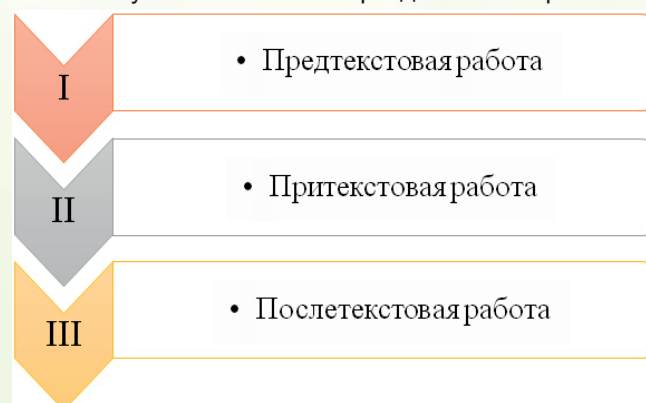 I
• Предтекстовая работа
II
• Притекстовая работа
III
• Послетекстовая работа